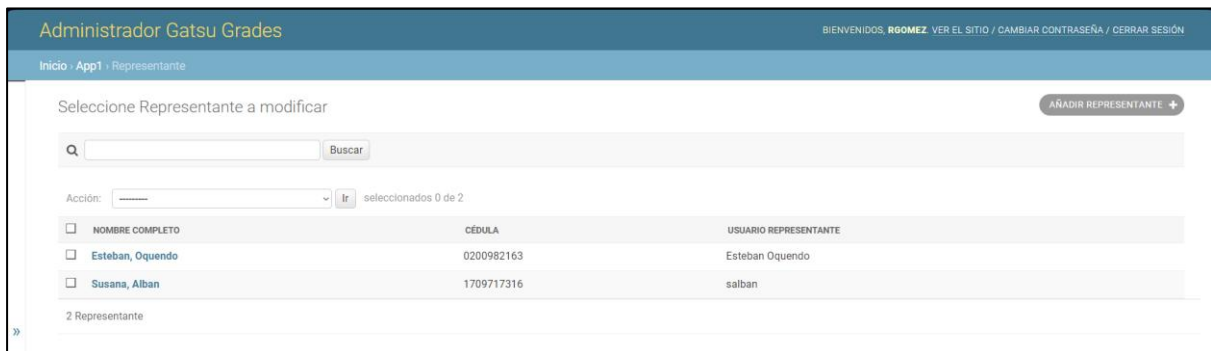 Administrador Gatsu Grades
BIENVENIDOS, RGOMEZ. VER EL SITIO / CAMBIAR CONTRASEÑA / CERRAR SESIÓN
Inicio › App1 › Representante
Seleccione Representante a modificar
AÑADIR REPRESENTANTE +
Buscar
Acción: --------- Ir seleccionados 0 de 2
NOMBRE COMPLETO CÉDULA USUARIO REPRESENTANTE
Esteban, Oquendo 0200982163 Esteban Oquendo
Susana, Alban 1709717316 salban
2 Representante
»